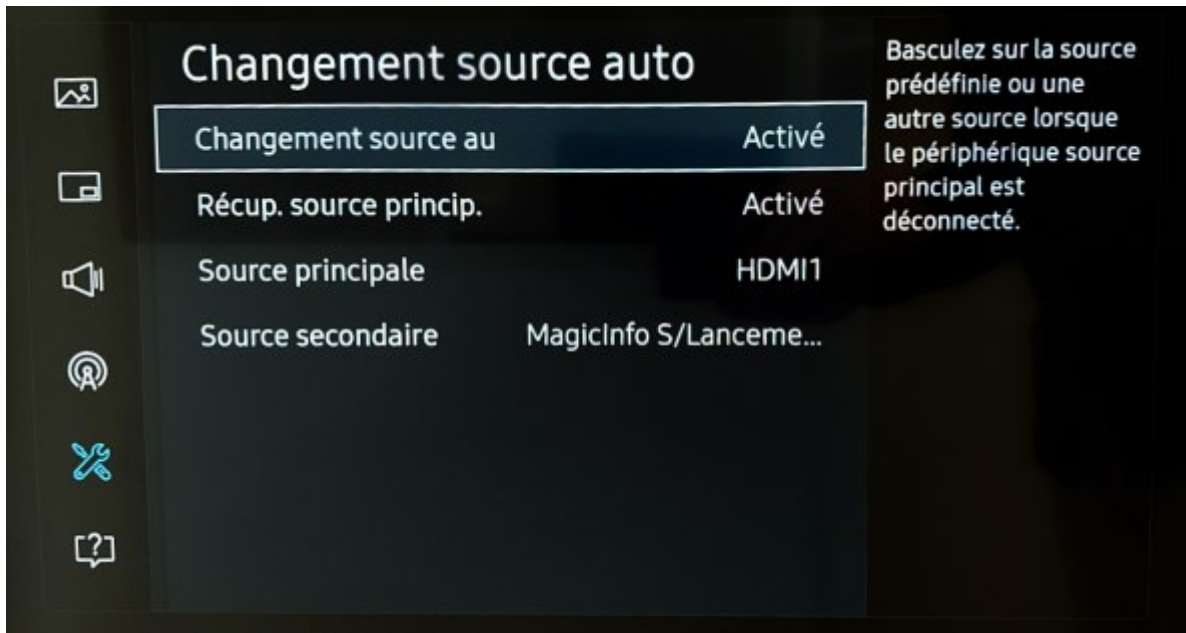 Changement source auto
Changement source au Activé
Récup. source princip. Activé
Source principale HDMI1
Source secondaire MagicInfo S/Lanceme...
Basculez sur la source
prédéfinie ou une
autre source lorsque
le périphérique source
principal est
déconnecté.